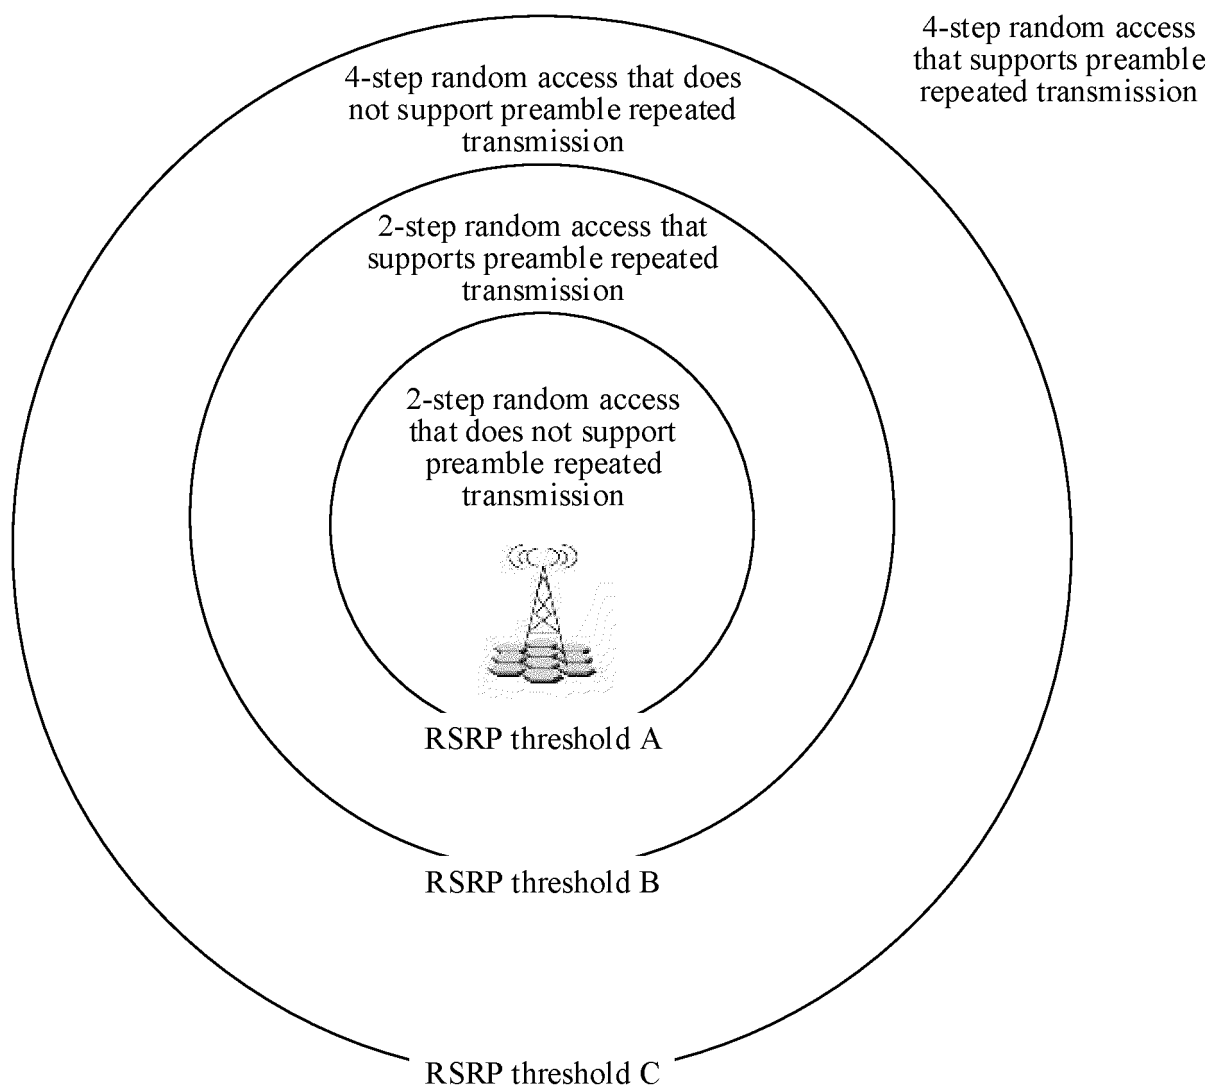 4-step random access
that supports preamble
repeated transmission
4-step random access that does
not support preamble repeated
transmission
2-step random access that
supports preamble repeated
transmission
2-step random access
that does not support
preamble repeated
transmission
RSRP threshold A
RSRP threshold B
RSRP threshold C